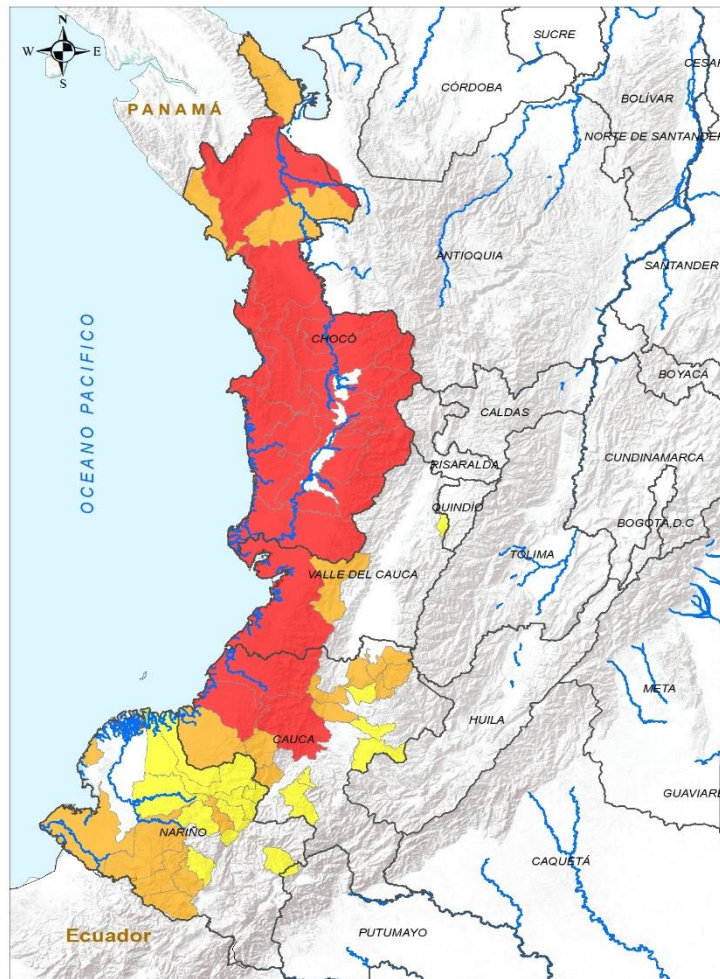 N
W E
S
SUCRE
CESAR
CÓRDOBA
BOLÍVAR
PANAMÁ
NORTE DE SANTANDER
ANTIOQUIA
SANTANDER
OCEANO PACIFICO
CHOCÓ
BOYACÁ
CALDAS
CUNDINAMARCA
RISARALDA
QUINDÍO
BOGOTÁ,D.C
TOLIMA
VALLE DEL CAUCA
META
HUILA
CAUCA
GUAVIARE
NARIÑO
CAQUETÁ
Ecuador
PUTUMAYO